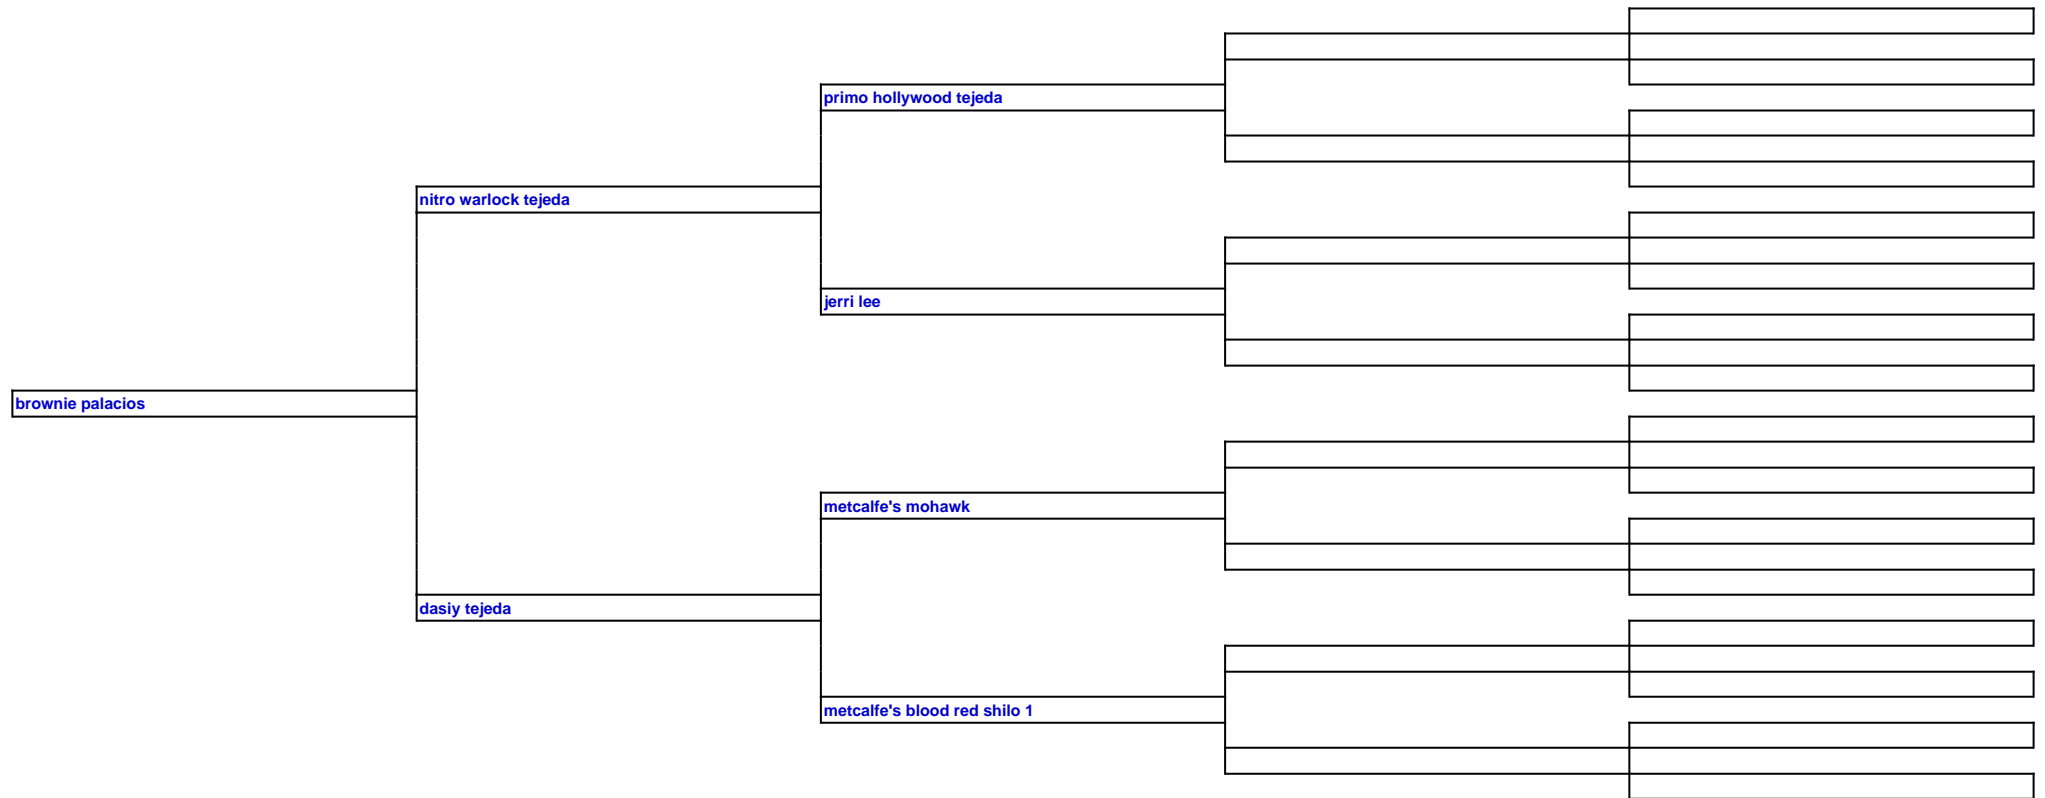 primo hollywood tejeda
nitro warlock tejeda
jerri lee
brownie palacios
metcalfe's mohawk
dasiy tejeda
metcalfe's blood red shilo 1